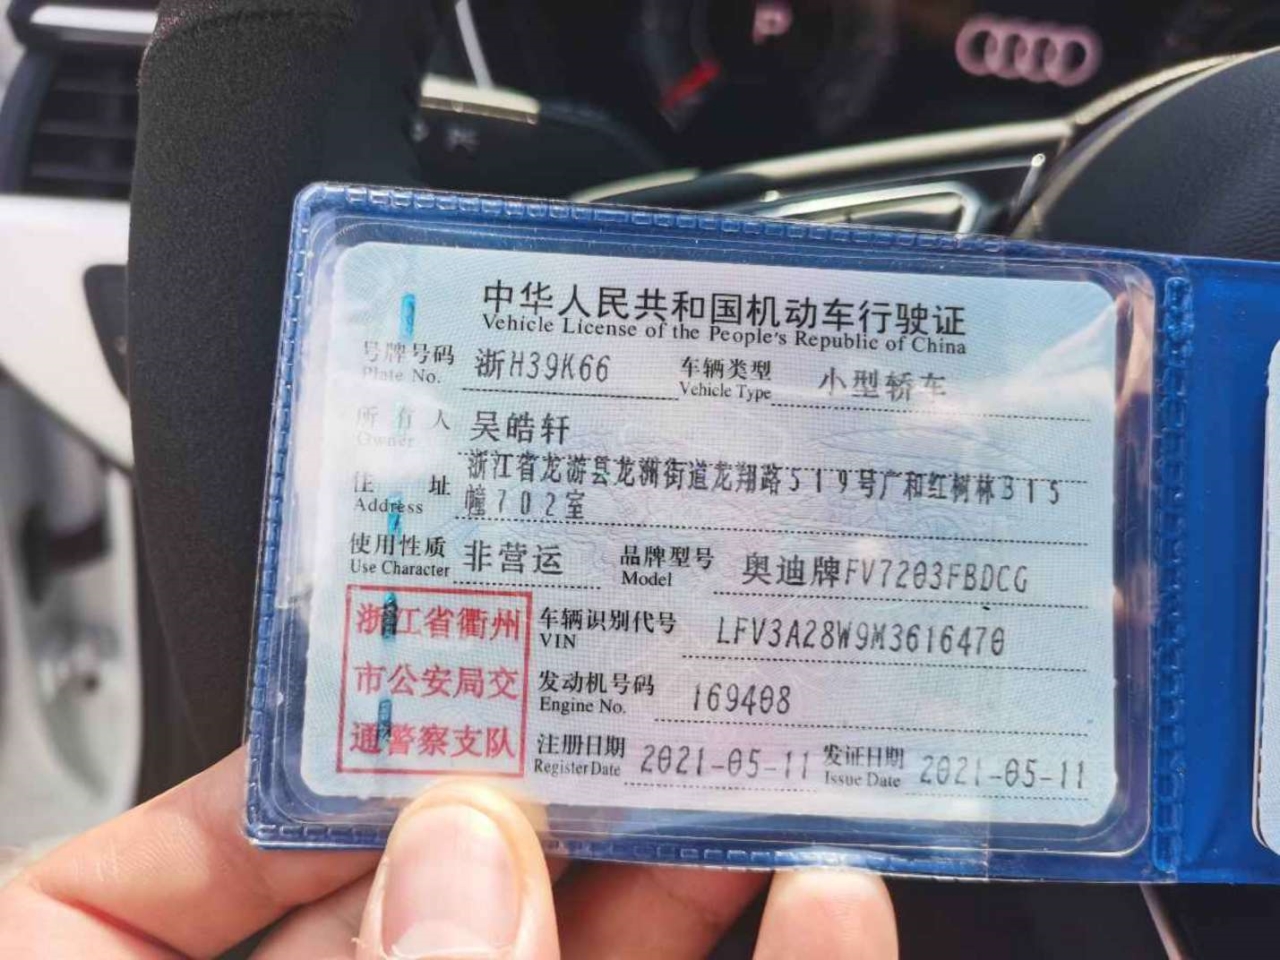 P
中华人民共和国机动车行驶证
Vehicle License of the People's Republic of China
号牌号码 浙H39K66 车辆类型 小型轿车
Plate No. Vehicle Type
所有人 吴皓轩
Owner
住址 浙江省龙游县龙洲街道龙翔路519号广和红树林315
Address 幢702室
使用性质 非营运 品牌型号 奥迪牌FV7203FBDCG
Use Character Model
浙江省衢州
市公安局交
通警察支队
车辆识别代号 LFV3A28W9M3616470
VIN
发动机号码 169408
Engine No.
注册日期 2021-05-11 发证日期 2021-05-11
Register Date Issue Date